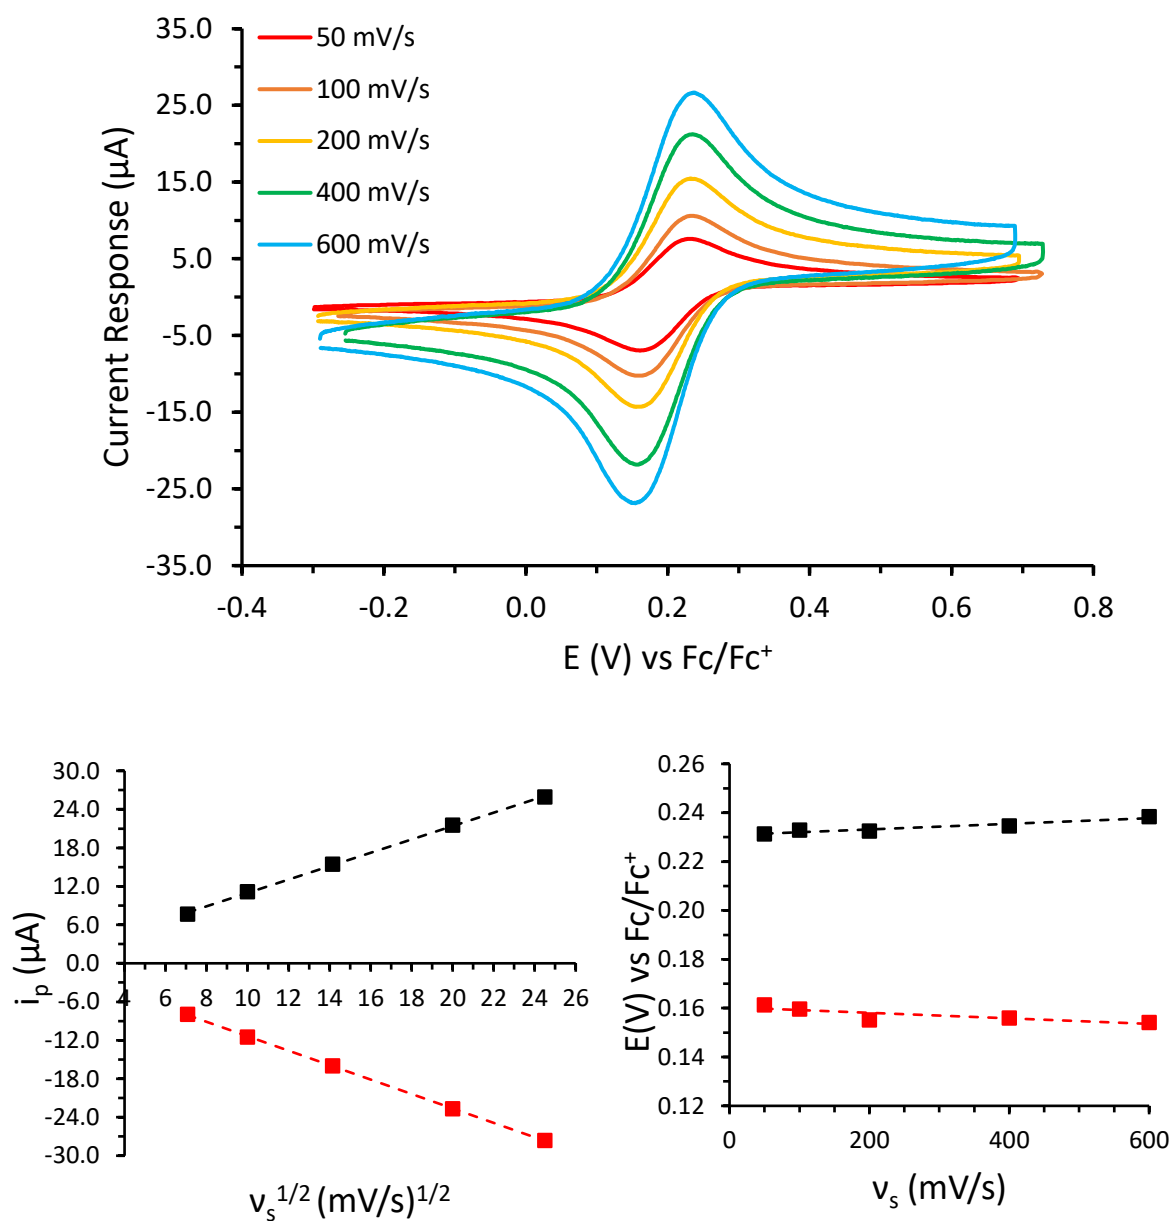 35.0
25.0
15.0
5.0
-5.0
-15.0
-25.0
-35.0
Current Response (µA)
50 mV/s
100 mV/s
200 mV/s
400 mV/s
600 mV/s
-0.4 -0.2 0.0 0.2 0.4 0.6 0.8
E (V) vs Fc/Fc⁺
30.0
24.0
18.0
12.0
6.0
0.0
-6.0
-12.0
-18.0
-24.0
-30.0
iₚ (µA)
4 6 8 10 12 14 16 18 20 22 24 26
νₛ¹ᐟ² (mV/s)¹ᐟ²
0.26
0.24
0.22
0.20
0.18
0.16
0.14
0.12
E(V) vs Fc/Fc⁺
0 200 400 600
νₛ (mV/s)